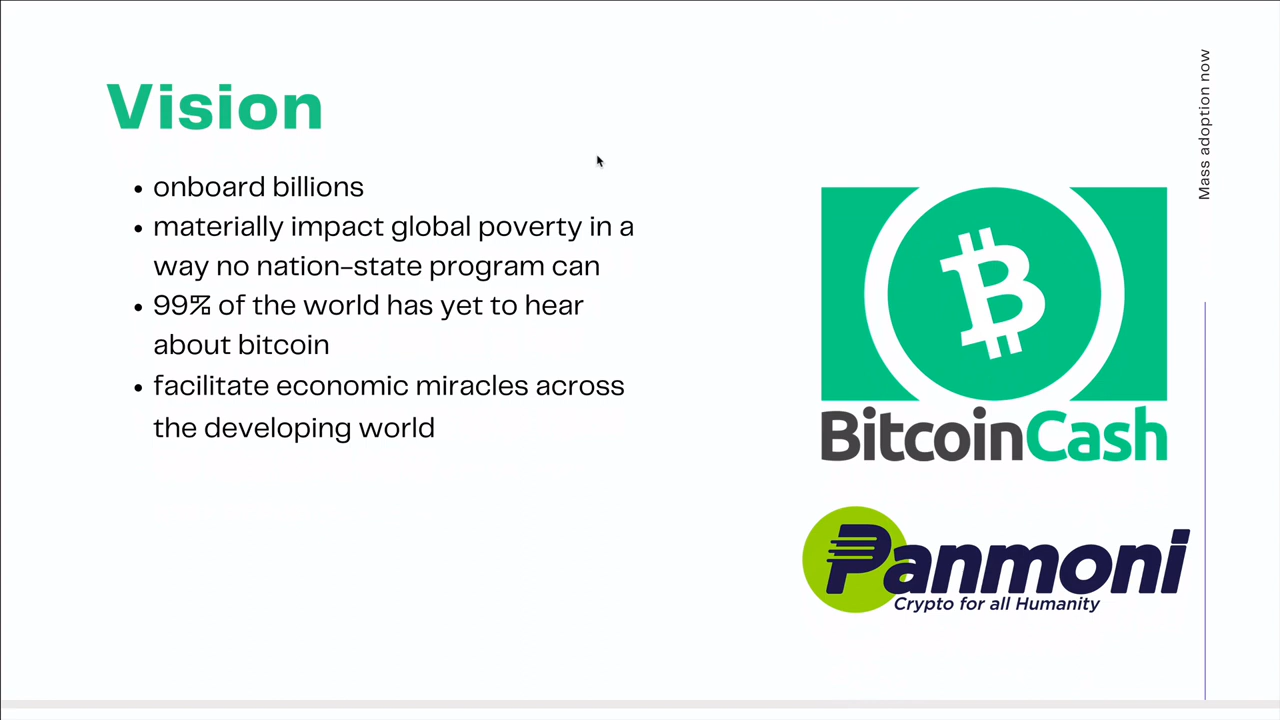 Vision
• onboard billions
• materially impact global poverty in a
way no nation-state program can
• 99% of the world has yet to hear
about bitcoin
• facilitate economic miracles across
the developing world
Mass adoption now
BitcoinCash
Panmoni
Crypto for all Humanity